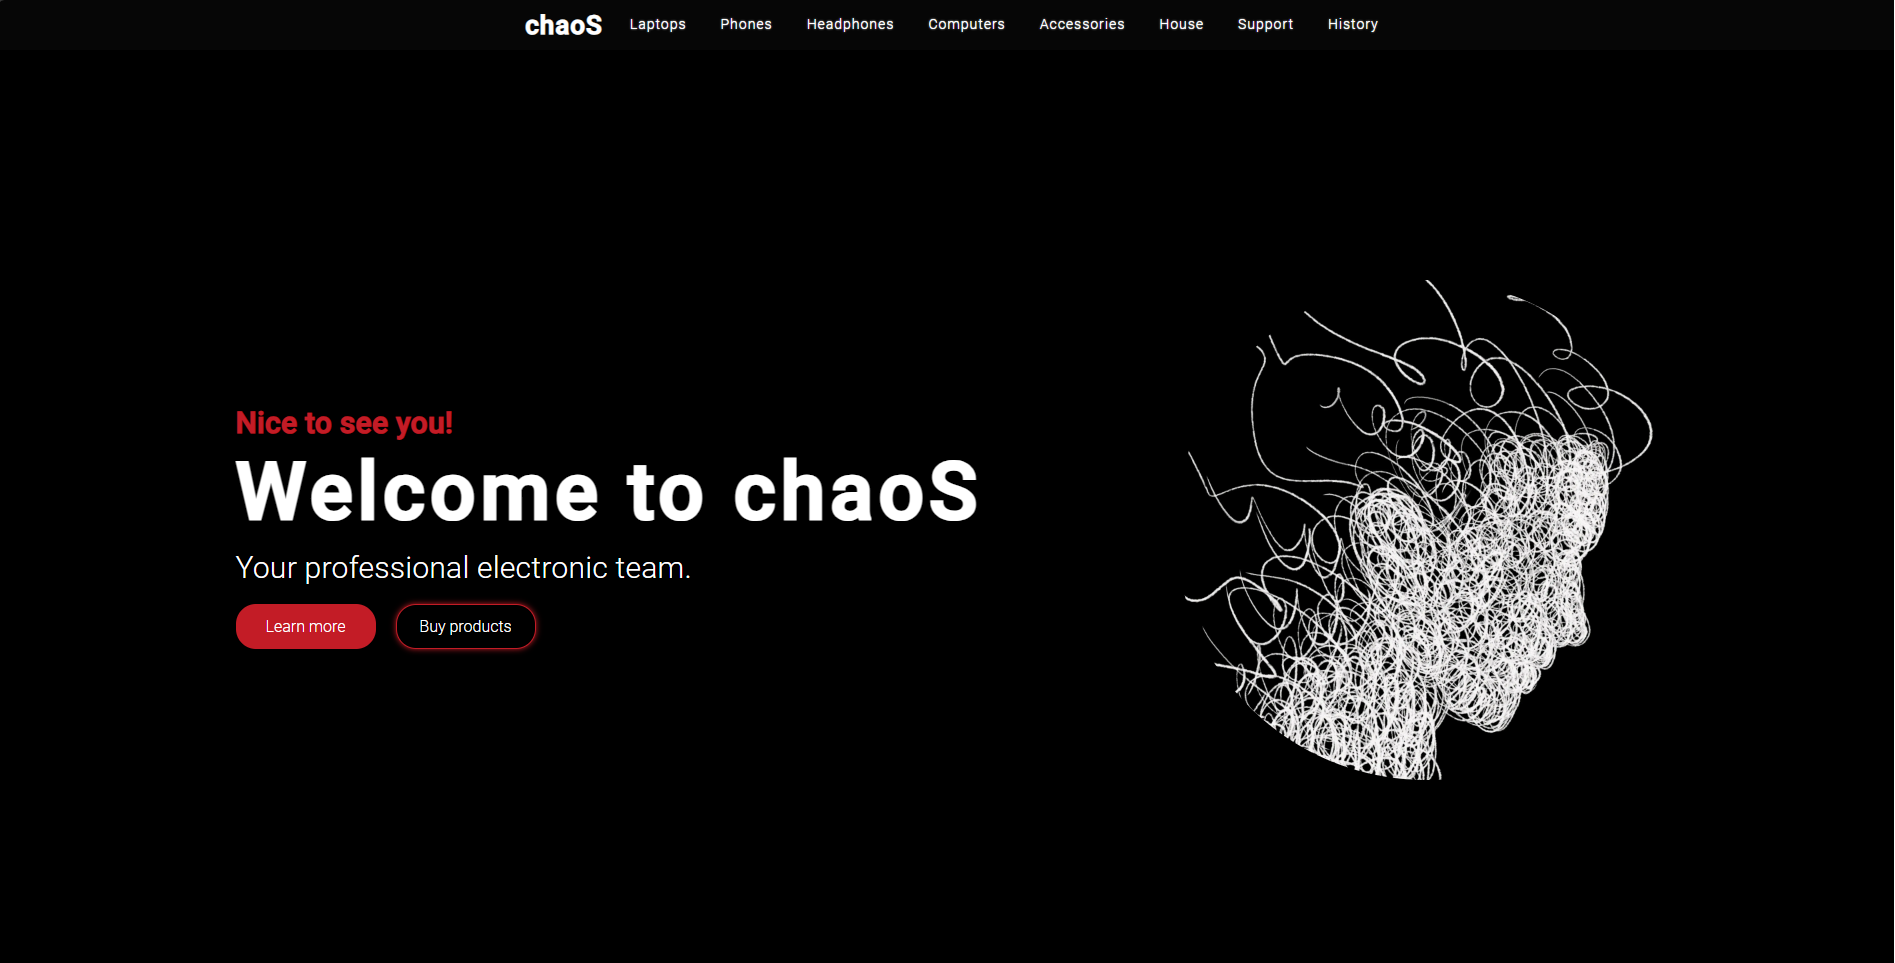 chaoS Laptops Phones Headphones Computers Accessories House Support History
Nice to see you!
Welcome to chaoS
Your professional electronic team.
Learn more Buy products